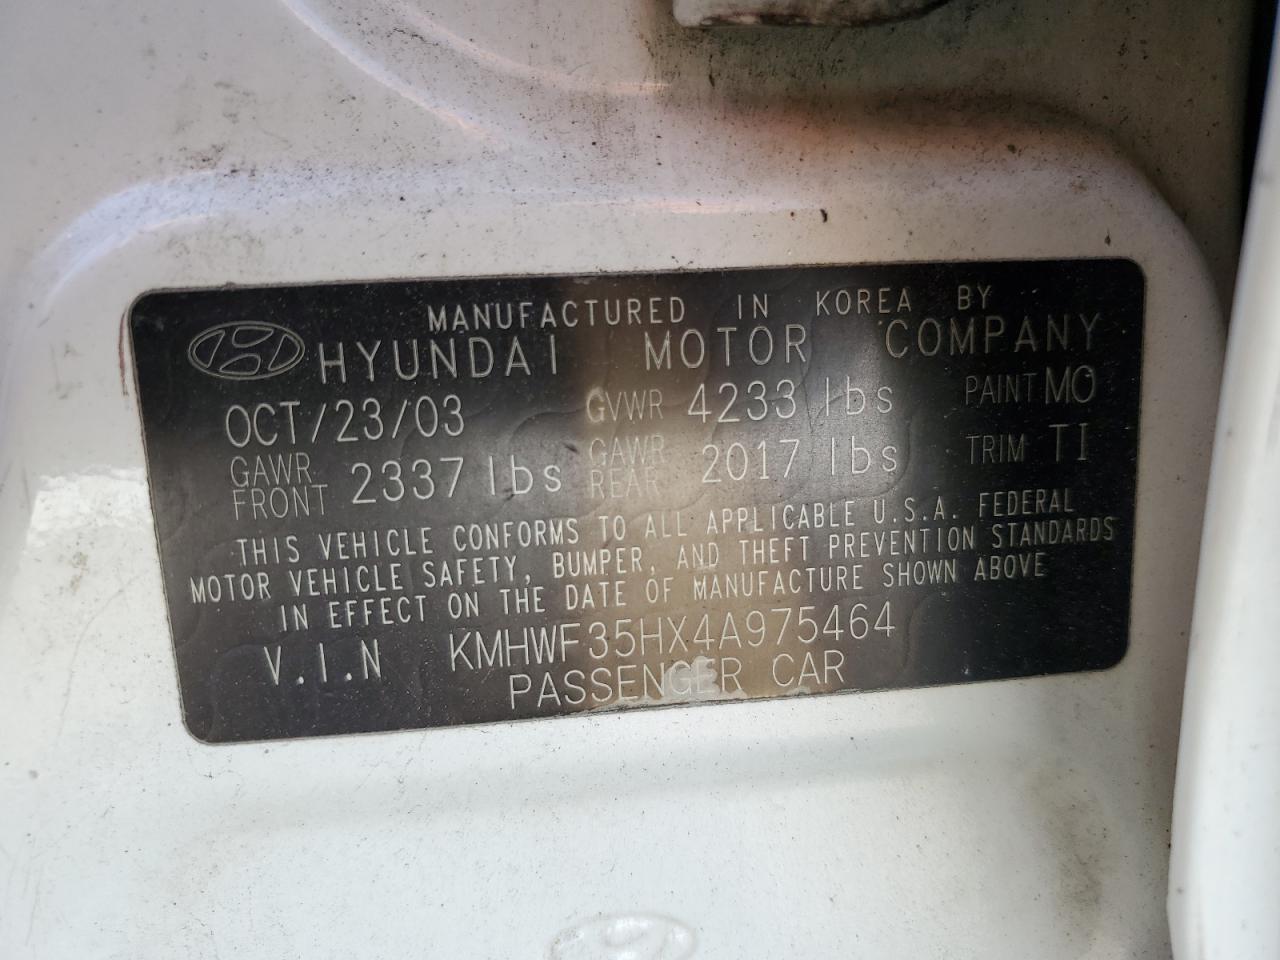 MANUFACTURED IN KOREA BY
HYUNDAI MOTOR COMPANY
OCT/23/03 GVWR 4233 lbs PAINT MO
GAWR FRONT 2337 lbs GAWR REAR 2017 lbs TRIM TI
THIS VEHICLE CONFORMS TO ALL APPLICABLE U.S.A. FEDERAL
MOTOR VEHICLE SAFETY, BUMPER, AND THEFT PREVENTION STANDARDS
IN EFFECT ON THE DATE OF MANUFACTURE SHOWN ABOVE
V.I.N KMHWF35HX4A975464
PASSENGER CAR